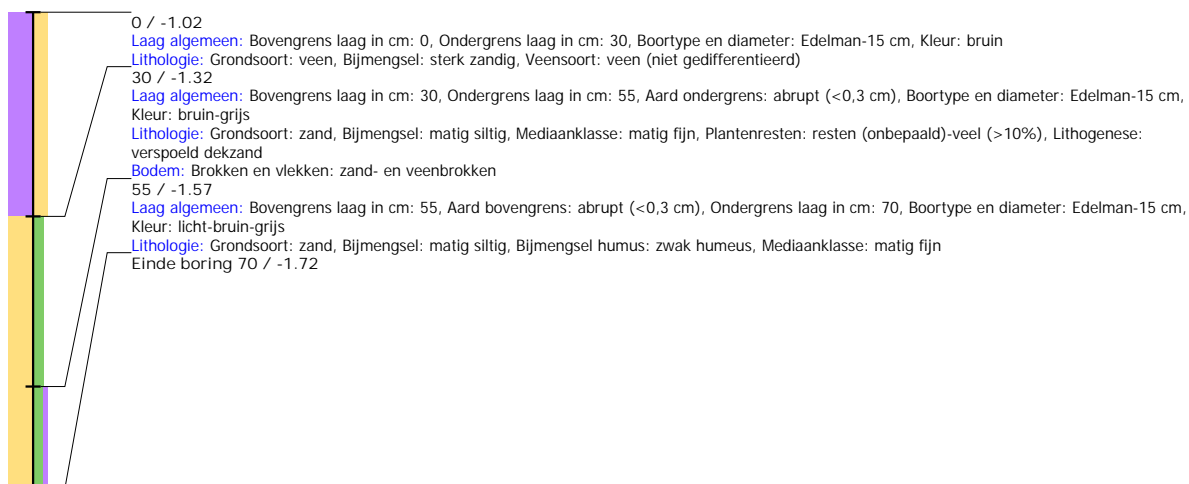 0 / -1.02
Laag algemeen: Bovengrens laag in cm: 0, Ondergrens laag in cm: 30, Boortype en diameter: Edelman-15 cm, Kleur: bruin
Lithologie: Grondsoort: veen, Bijmengsel: sterk zandig, Veensoort: veen (niet gedifferentieerd)
30 / -1.32
Laag algemeen: Bovengrens laag in cm: 30, Ondergrens laag in cm: 55, Aard ondergrens: abrupt (<0,3 cm), Boortype en diameter: Edelman-15 cm,
Kleur: bruin-grijs
Lithologie: Grondsoort: zand, Bijmengsel: matig siltig, Mediaanklasse: matig fijn, Plantenresten: resten (onbepaald)-veel (>10%), Lithogenese:
verspoeld dekzand
Bodem: Brokken en vlekken: zand- en veenbrokken
55 / -1.57
Laag algemeen: Bovengrens laag in cm: 55, Aard bovengrens: abrupt (<0,3 cm), Ondergrens laag in cm: 70, Boortype en diameter: Edelman-15 cm,
Kleur: licht-bruin-grijs
Lithologie: Grondsoort: zand, Bijmengsel: matig siltig, Bijmengsel humus: zwak humeus, Mediaanklasse: matig fijn
Einde boring 70 / -1.72